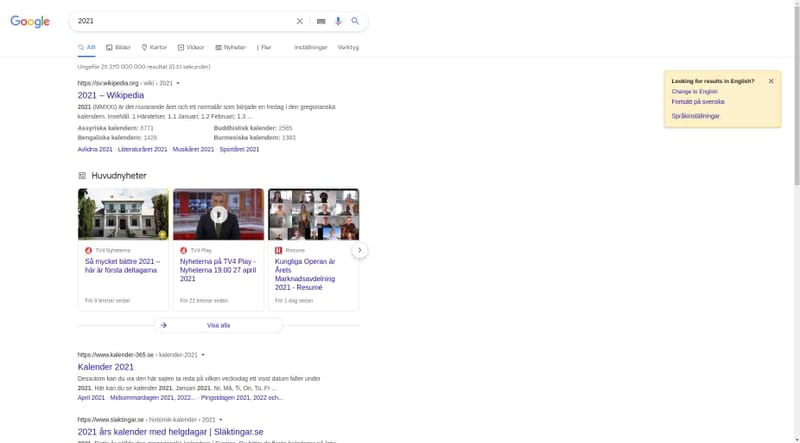 Google
2021
Allt Bilder Kartor Videor Nyheter Fler Inställningar Verktyg
Ungefär 25 270 000 000 resultat (0,51 sekunder)
https://sv.wikipedia.org › wiki › 2021
2021 – Wikipedia
2021 (MMXXI) är det nuvarande året och ett normalår som började en fredag i den gregorianska
kalendern. Innehåll. 1 Händelser. 1.1 Januari; 1.2 Februari; 1.3 ...
Assyriska kalendern: 6771 Buddhistisk kalender: 2565
Bengaliska kalendern: 1428 Burmesiska kalendern: 1383
Avlidna 2021 · Litteraturåret 2021 · Musikåret 2021 · Sportåret 2021
Looking for results in English?
Change to English
Fortsätt på svenska
Språkinställningar
Huvudnyheter
TV4 Nyheterna
Så mycket bättre 2021 –
här är första deltagarna
För 9 timmar sedan
TV4 Play
Nyheterna på TV4 Play -
Nyheterna 19.00 27 april
2021
För 22 timmar sedan
Resume
Kungliga Operan är
Årets
Marknadsavdelning
2021 - Resumé
För 1 dag sedan
Visa alla
https://www.kalender-365.se › kalender-2021
Kalender 2021
Dessutom kan du via den här sajten ta reda på vilken veckodag ett visst datum faller under
2021. Här kan du se kalender 2021. Januari 2021. Nr, Må, Ti, On, To, Fr ...
April 2021 · Midsommardagen 2021, 2022... · Pingstdagen 2021, 2022 och...
https://www.slaktingar.se › historisk-kalender › 2021
2021 års kalender med helgdagar | Släktingar.se